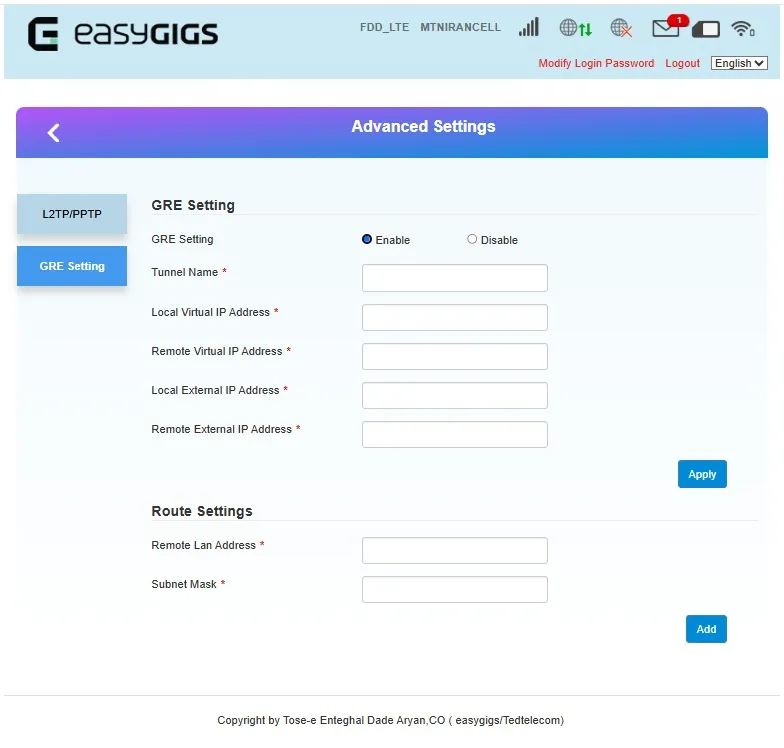 easyGIGS
FDD_LTE MTNIRANCELL 1
Modify Login Password Logout English
Advanced Settings
L2TP/PPTP
GRE Setting
GRE Setting
GRE Setting Enable Disable
Tunnel Name *
Local Virtual IP Address *
Remote Virtual IP Address *
Local External IP Address *
Remote External IP Address *
Apply
Route Settings
Remote Lan Address *
Subnet Mask *
Add
Copyright by Tose-e Enteghal Dade Aryan,CO ( easygigs/Tedtelecom)